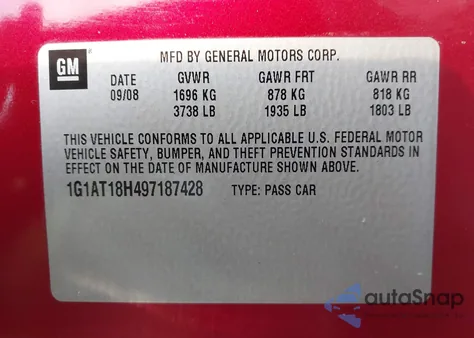 GM
MFD BY GENERAL MOTORS CORP.
DATE GVWR GAWR FRT GAWR RR
09/08 1696 KG 878 KG 818 KG
3738 LB 1935 LB 1803 LB
THIS VEHICLE CONFORMS TO ALL APPLICABLE U.S. FEDERAL MOTOR
VEHICLE SAFETY, BUMPER, AND THEFT PREVENTION STANDARDS IN
EFFECT ON THE DATE OF MANUFACTURE SHOWN ABOVE.
1G1AT18H497187428 TYPE: PASS CAR
autoSnap